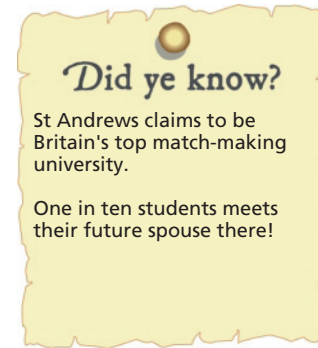 Did ye know?
St Andrews claims to be
Britain's top match-making
university.
One in ten students meets
their future spouse there!